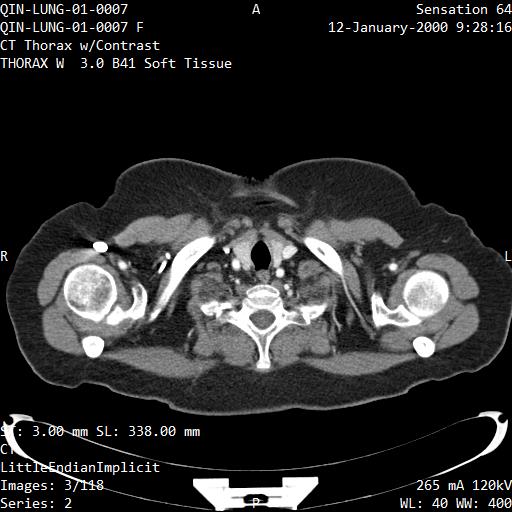 QIN-LUNG-01-0007
QIN-LUNG-01-0007 F
CT Thorax w/Contrast
THORAX W 3.0 B41 Soft Tissue
A
Sensation 64
12-January-2000 9:28:16
R
L
ST: 3.00 mm SL: 338.00 mm
CT
LittleEndianImplicit
Images: 3/118
Series: 2
P
265 mA 120kV
WL: 40 WW: 400